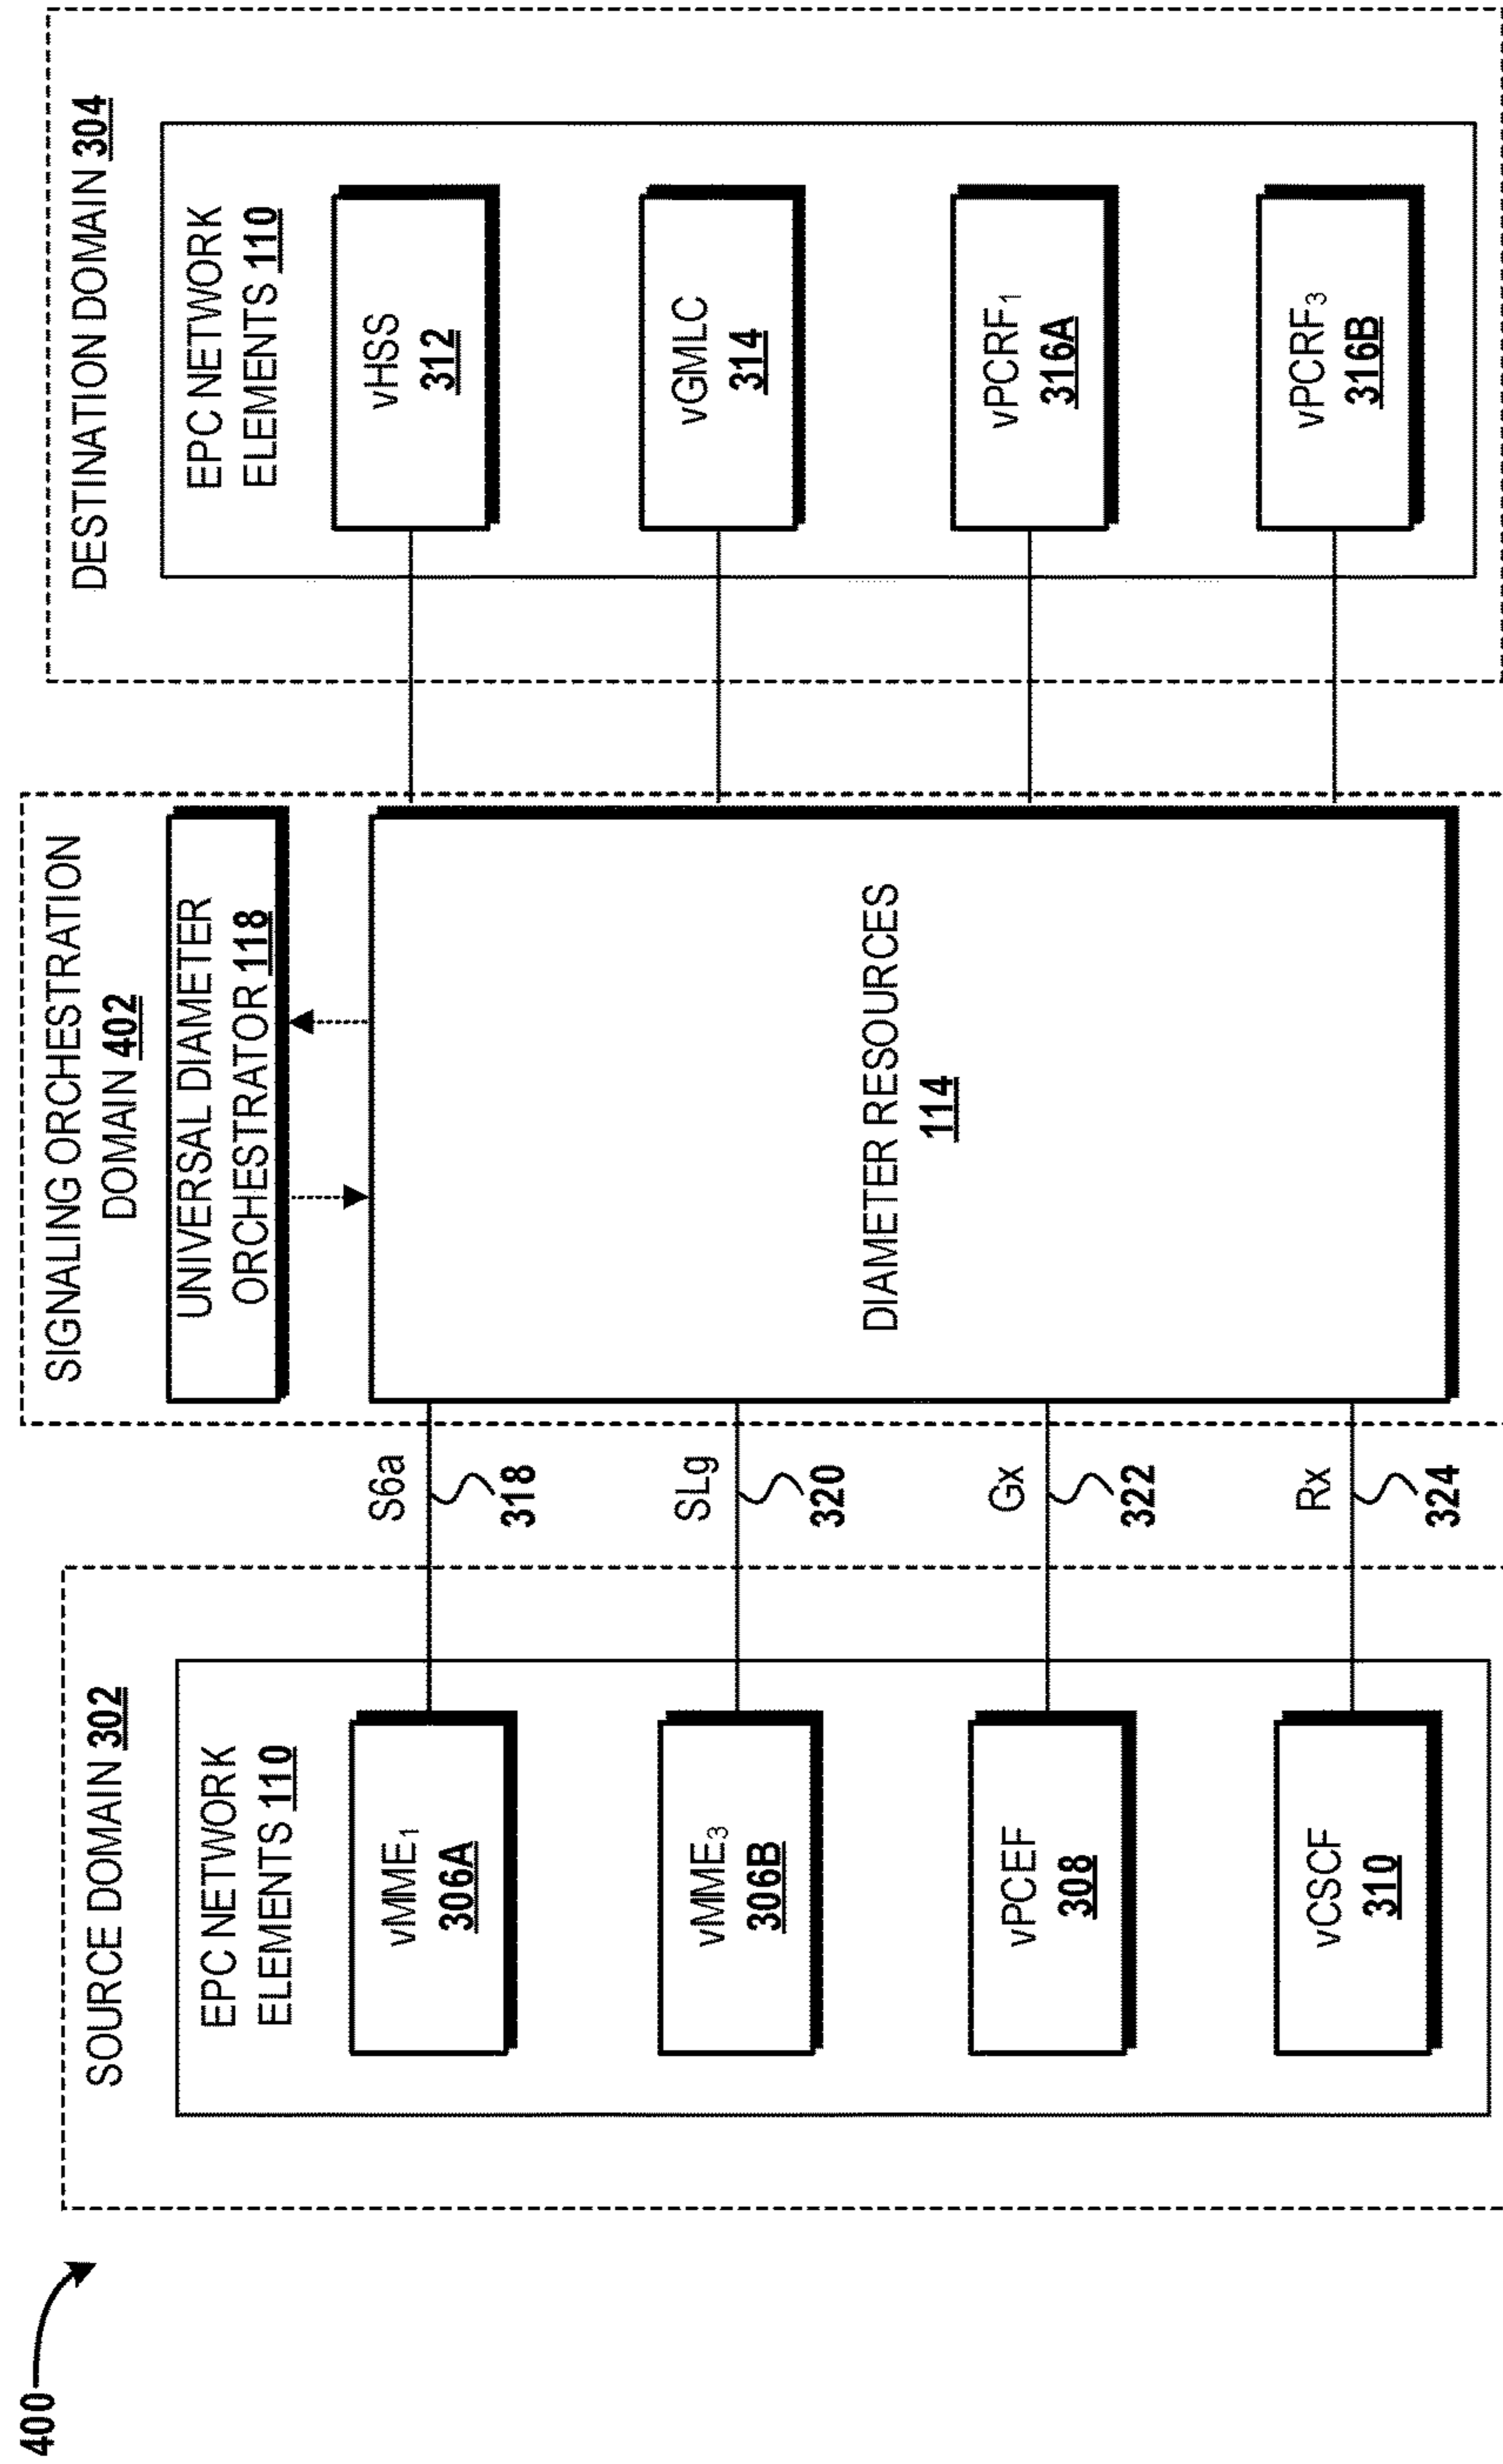 400
SOURCE DOMAIN 302
EPC NETWORK
ELEMENTS 110
vMME1
306A
vMME3
306B
vPCEF
308
vCSCF
310
S6a
318
SLg
320
Gx
322
Rx
324
SIGNALING ORCHESTRATION
DOMAIN 402
UNIVERSAL DIAMETER
ORCHESTRATOR 118
DIAMETER RESOURCES
114
DESTINATION DOMAIN 304
EPC NETWORK
ELEMENTS 110
vHSS
312
vGMLC
314
vPCRF1
316A
vPCRF3
316B